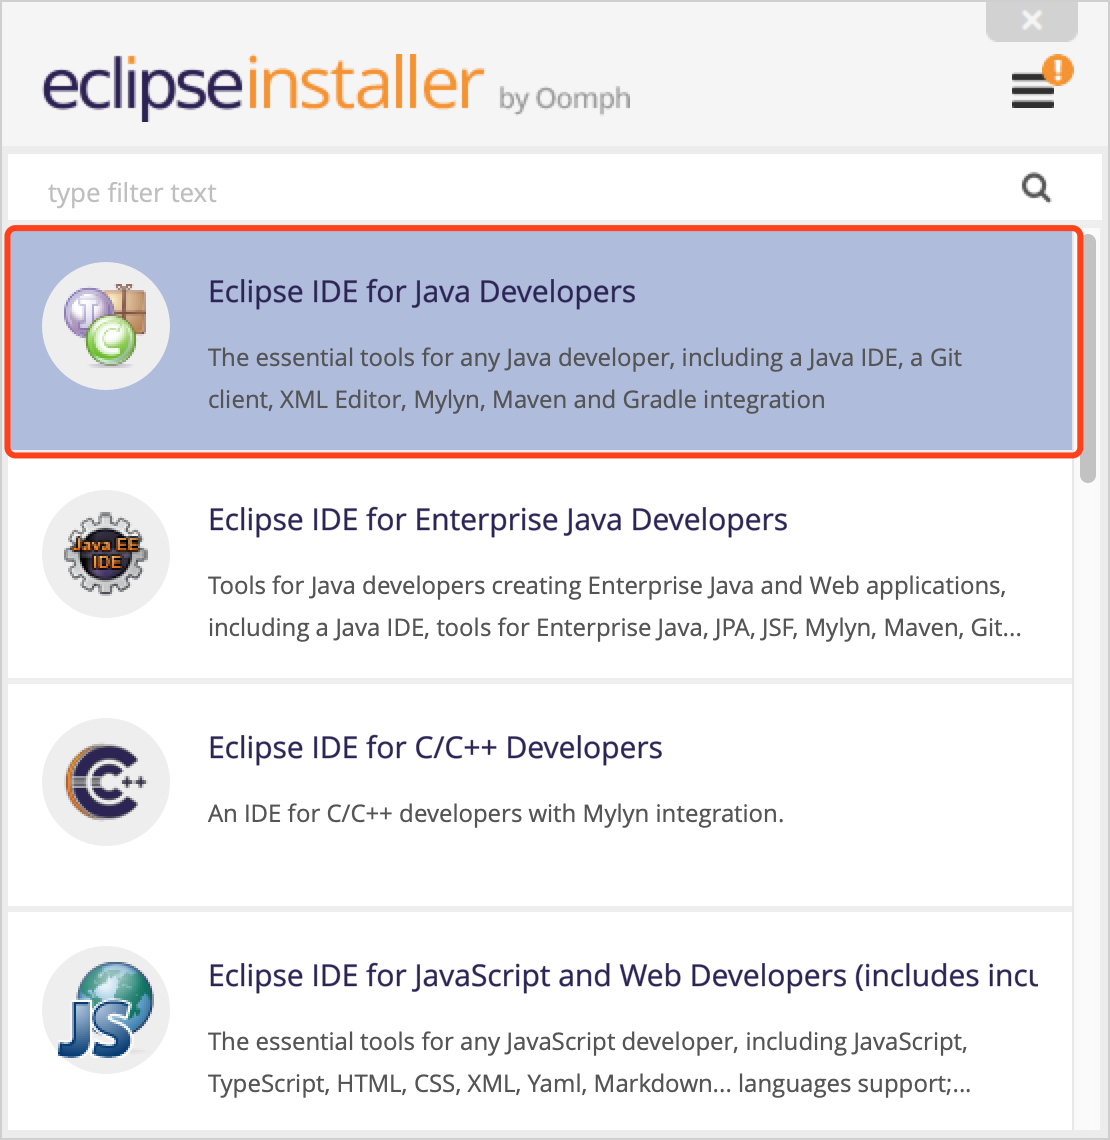 eclipseinstaller by Oomph
type filter text
Eclipse IDE for Java Developers
The essential tools for any Java developer, including a Java IDE, a Git
client, XML Editor, Mylyn, Maven and Gradle integration
Java EE
IDE
Eclipse IDE for Enterprise Java Developers
Tools for Java developers creating Enterprise Java and Web applications,
including a Java IDE, tools for Enterprise Java, JPA, JSF, Mylyn, Maven, Git...
C++
Eclipse IDE for C/C++ Developers
An IDE for C/C++ developers with Mylyn integration.
JS
Eclipse IDE for JavaScript and Web Developers (includes incu
The essential tools for any JavaScript developer, including JavaScript,
TypeScript, HTML, CSS, XML, Yaml, Markdown... languages support;...